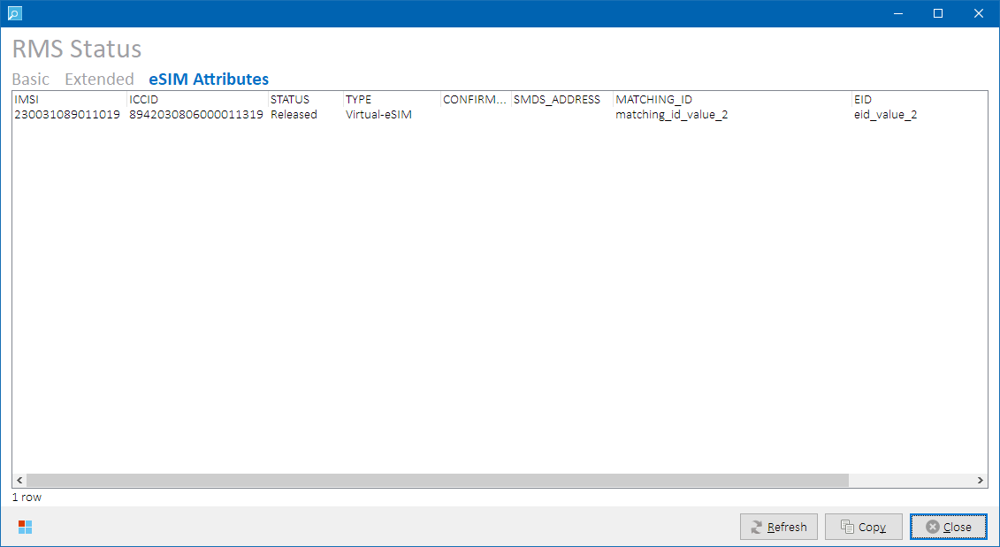 RMS Status
Basic Extended eSIM Attributes
IMSI ICCID STATUS TYPE CONFIRM... SMDS_ADDRESS MATCHING_ID EID
230031089011019 8942030806000011319 Released Virtual-eSIM matching_id_value_2 eid_value_2
1 row
Refresh Copy Close